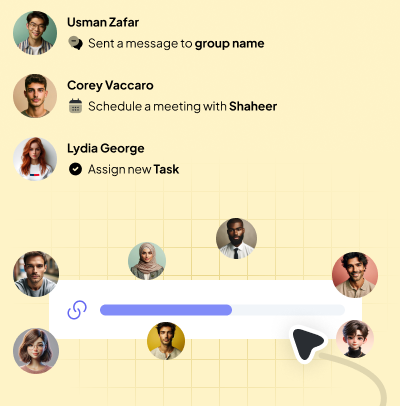 Usman Zafar
Sent a message to group name
Corey Vaccaro
Schedule a meeting with Shaheer
Lydia George
Assign new Task